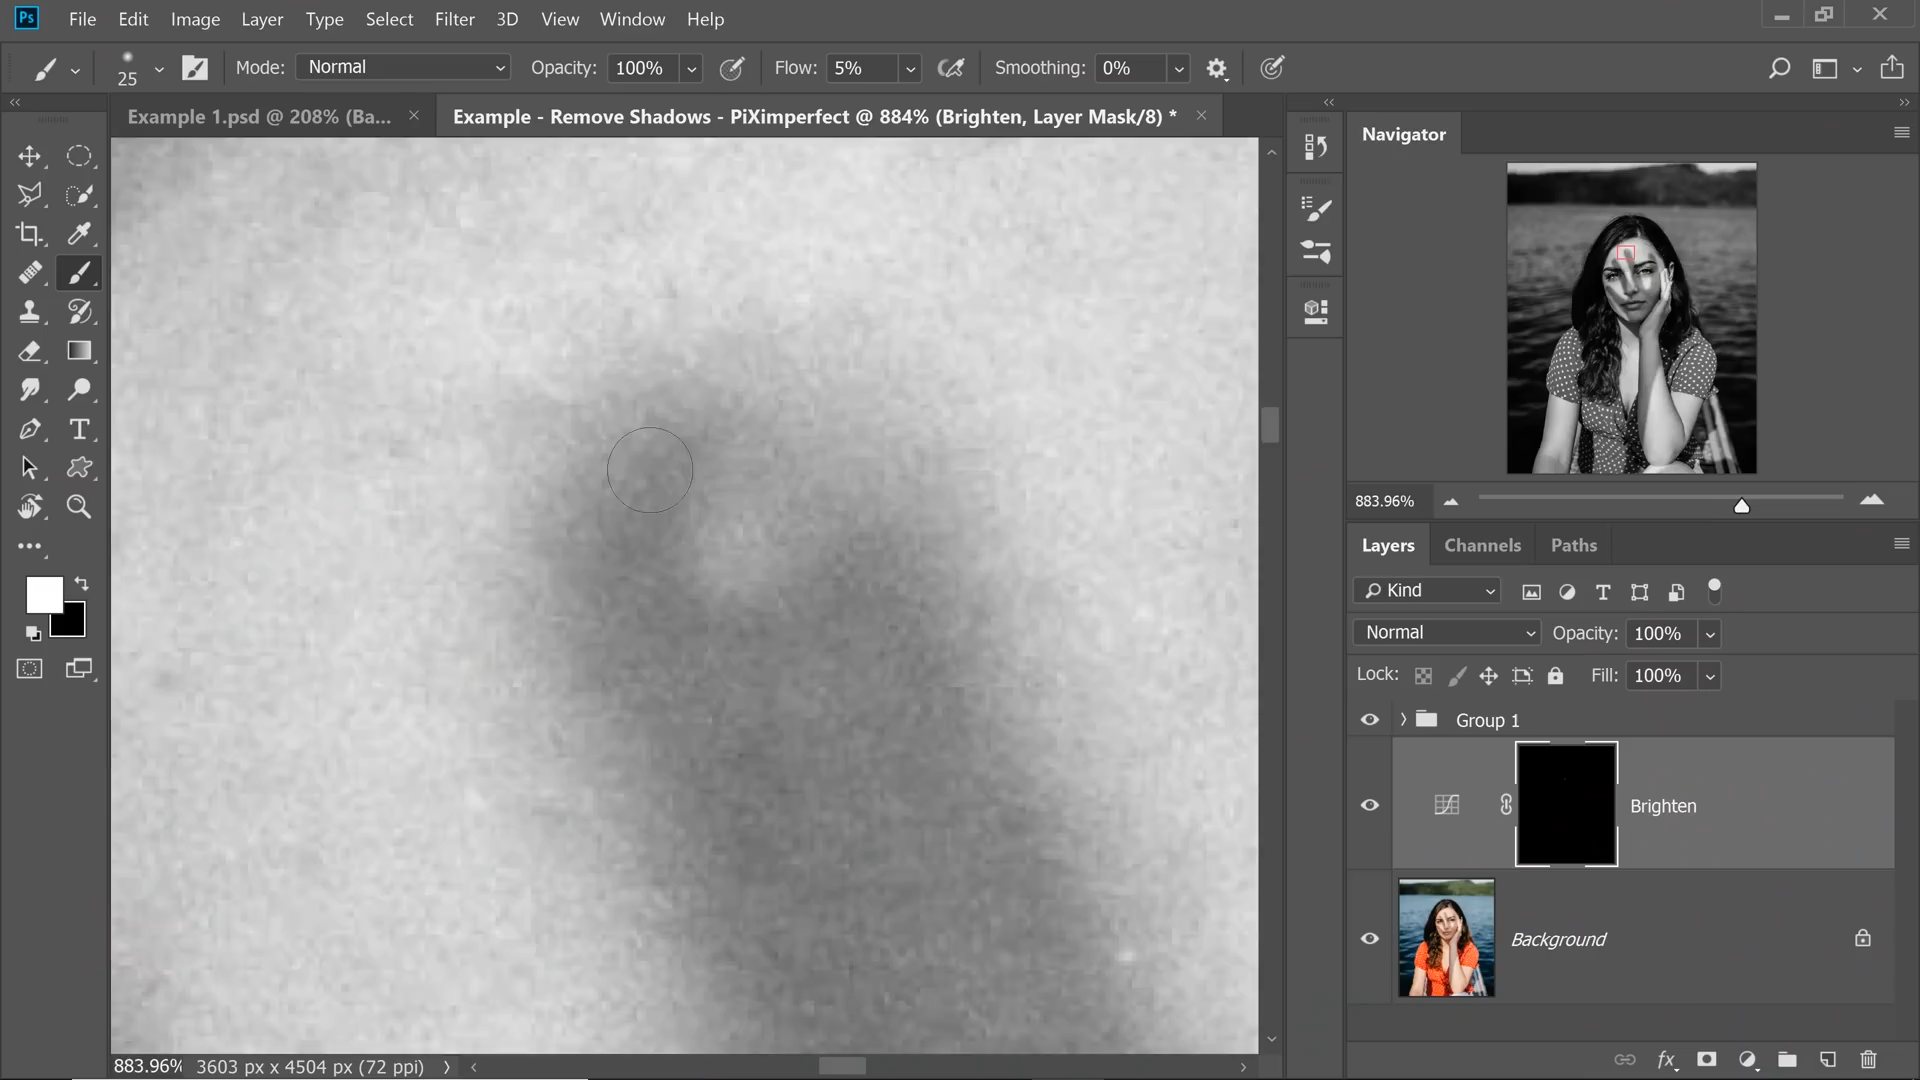 Ps File Edit Image Layer Type Select Filter 3D View Window Help
25 Mode: Normal Opacity: 100% Flow: 5% Smoothing: 0%
Example 1.psd @ 208% (Ba... × Example - Remove Shadows - PiXimperfect @ 884% (Brighten, Layer Mask/8) * ×
Navigator
883.96%
Layers Channels Paths
Kind
Normal Opacity: 100%
Lock: Fill: 100%
Group 1
Brighten
Background
883.96% 3603 px x 4504 px (72 ppi)
fx